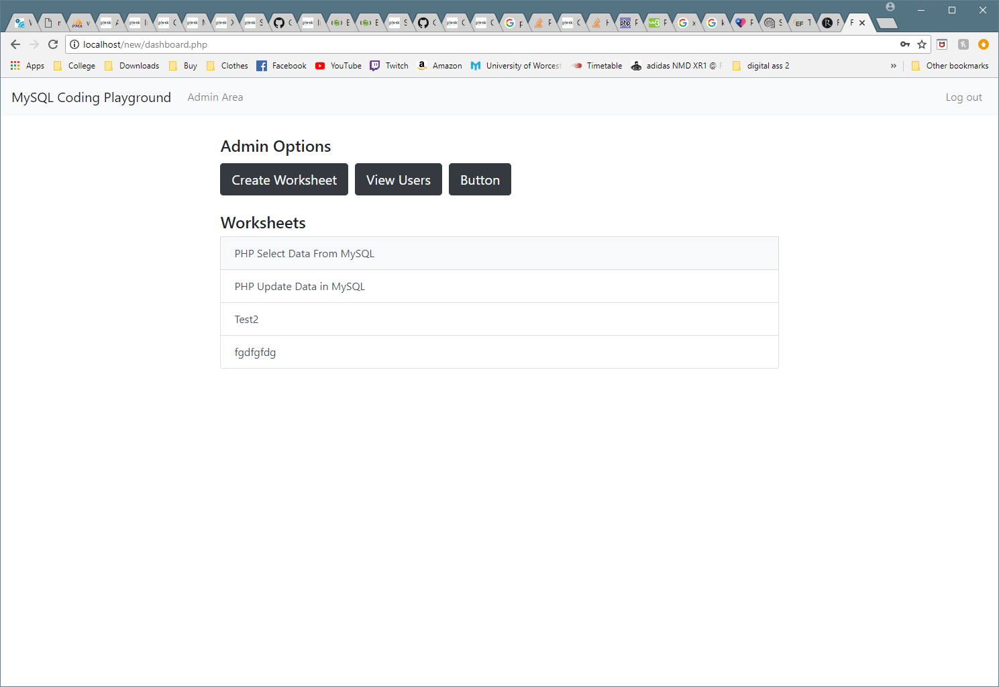 localhost/new/dashboard.php
Apps College Downloads Buy Clothes Facebook YouTube Twitch Amazon University of Worcest Timetable adidas NMD XR1 @ F digital ass 2 » Other bookmarks
MySQL Coding Playground Admin Area Log out
Admin Options
Create Worksheet View Users Button
Worksheets
PHP Select Data From MySQL
PHP Update Data in MySQL
Test2
fgdfgfdg